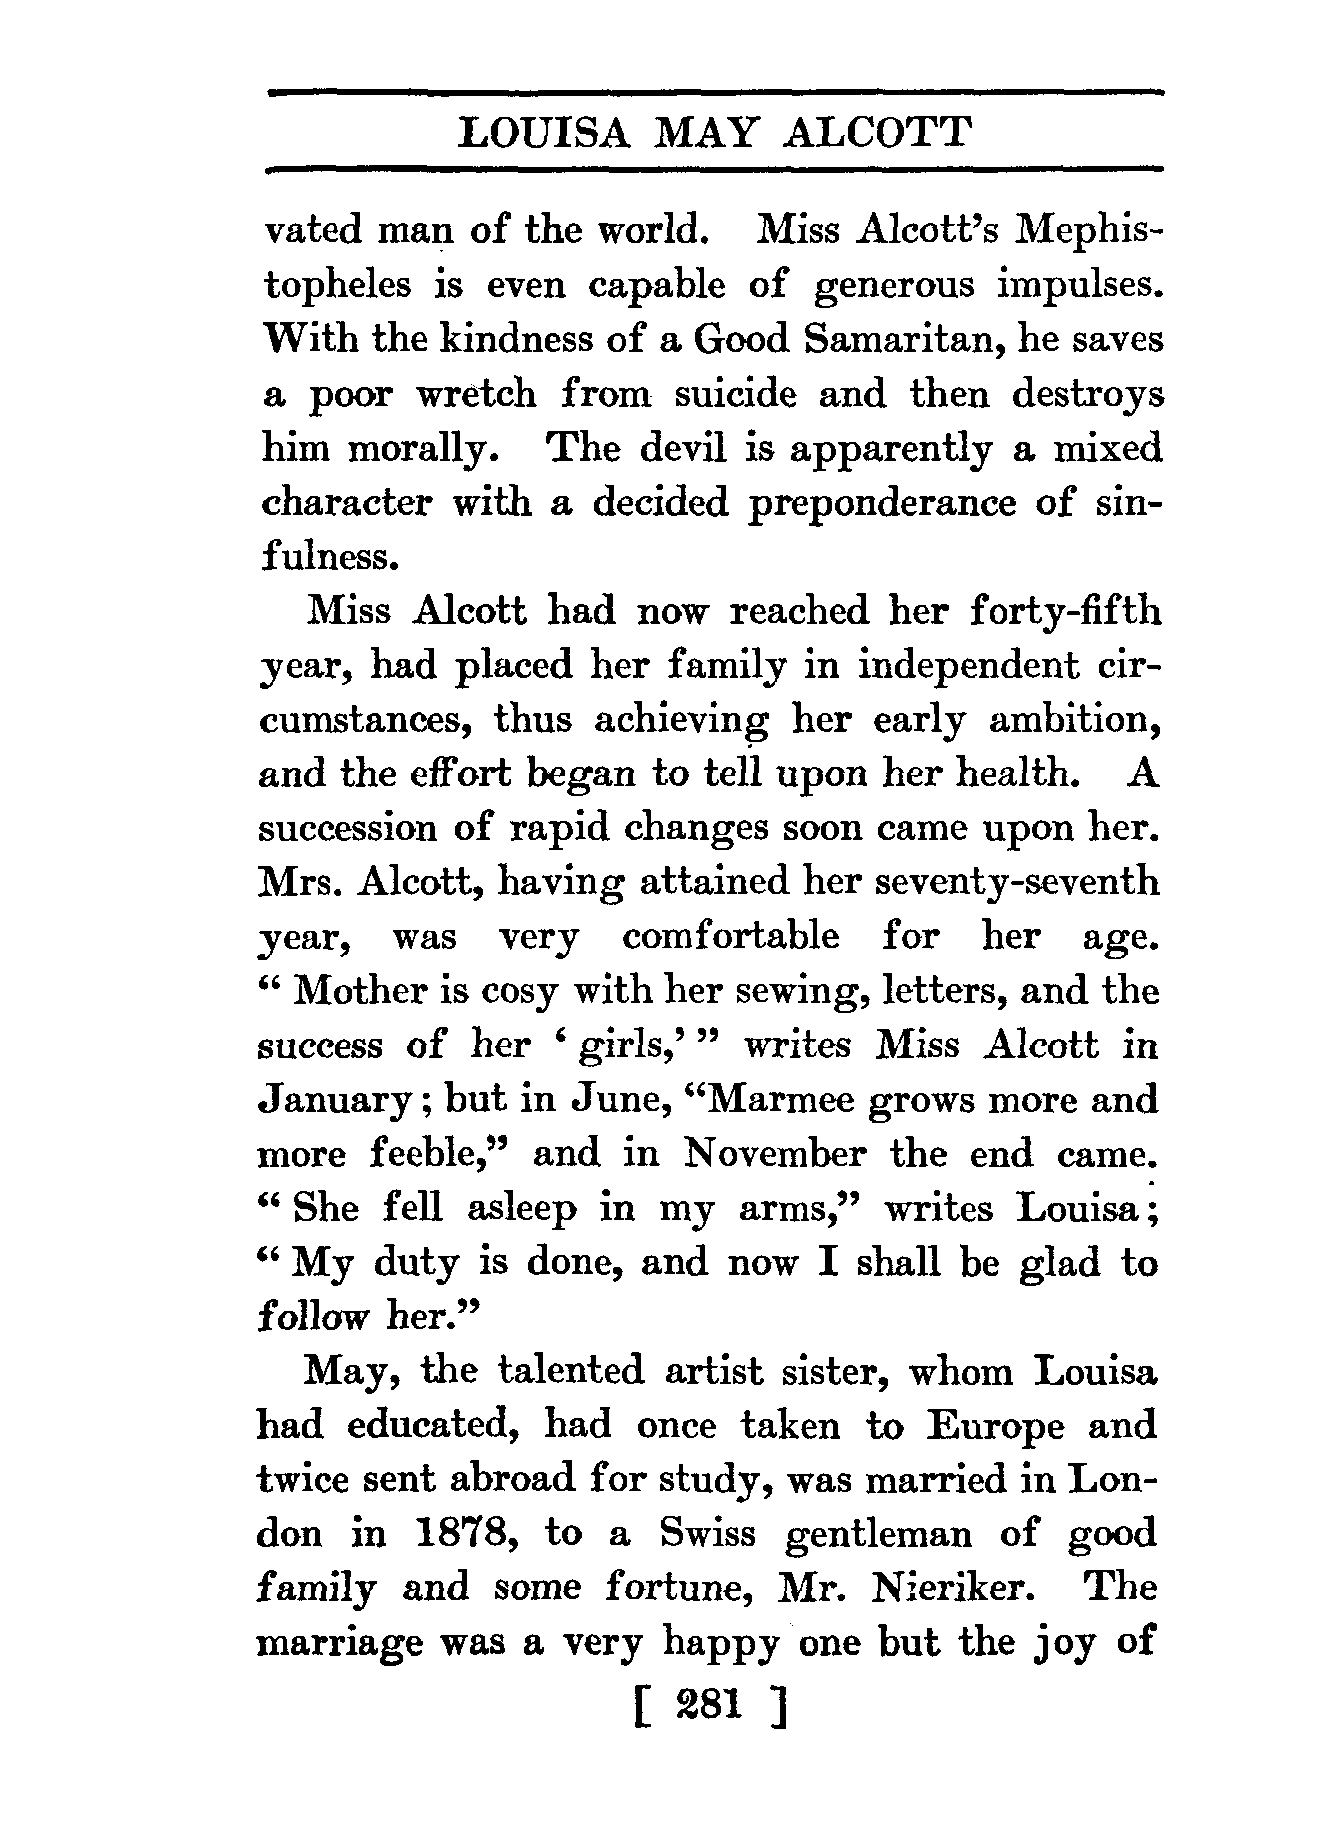 LOUISA MAY ALCOTT
vated man of the world. Miss Alcott's Mephis-
topheles is even capable of generous impulses.
With the kindness of a Good Samaritan, he saves
a poor wretch from suicide and then destroys
him morally. The devil is apparently a mixed
character with a decided preponderance of sin-
fulness.
Miss Alcott had now reached her forty-fifth
year, had placed her family in independent cir-
cumstances, thus achieving her early ambition,
and the effort began to tell upon her health. A
succession of rapid changes soon came upon her.
Mrs. Alcott, having attained her seventy-seventh
year, was very comfortable for her age.
“ Mother is cosy with her sewing, letters, and the
success of her ‘ girls,’ ” writes Miss Alcott in
January ; but in June, “Marmee grows more and
more feeble,” and in November the end came.
“ She fell asleep in my arms,” writes Louisa ;
“ My duty is done, and now I shall be glad to
follow her.”
May, the talented artist sister, whom Louisa
had educated, had once taken to Europe and
twice sent abroad for study, was married in Lon-
don in 1878, to a Swiss gentleman of good
family and some fortune, Mr. Nieriker. The
marriage was a very happy one but the joy of
[ 281 ]